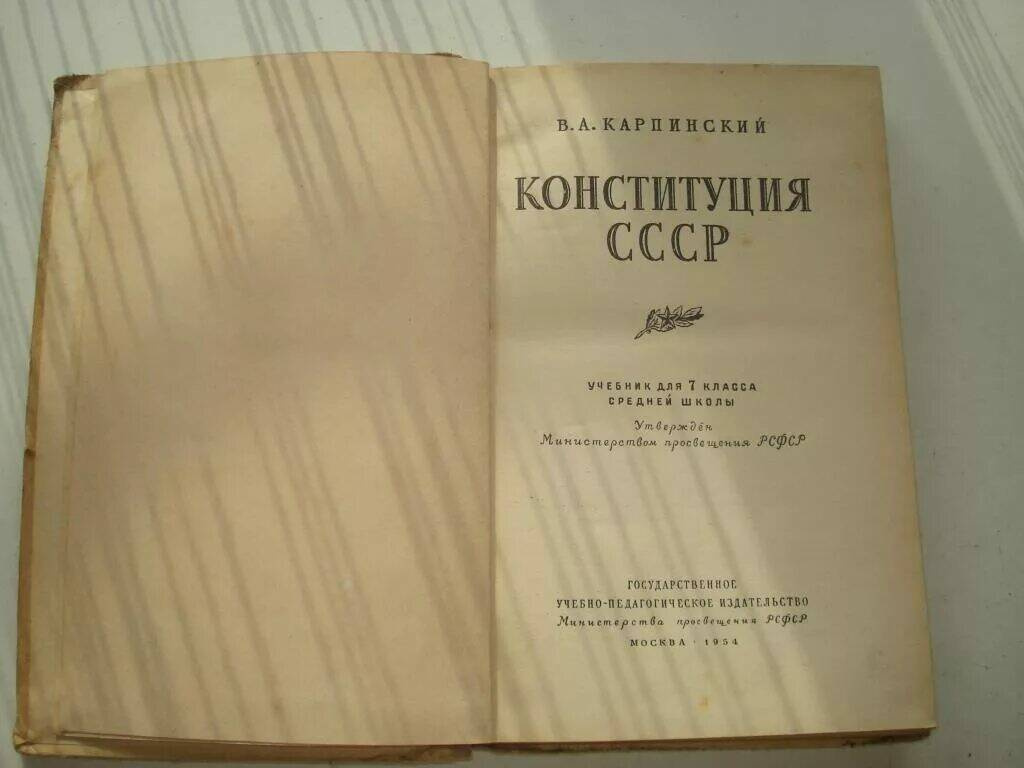 В. А. КАРПИНСКИЙ
КОНСТИТУЦИЯ
СССР
УЧЕБНИК ДЛЯ 7 КЛАССА
СРЕДНЕЙ ШКОЛЫ
Утверждён
Министерством просвещения РСФСР
ГОСУДАРСТВЕННОЕ
УЧЕБНО-ПЕДАГОГИЧЕСКОЕ ИЗДАТЕЛЬСТВО
Министерства просвещения РСФСР
МОСКВА · 1954